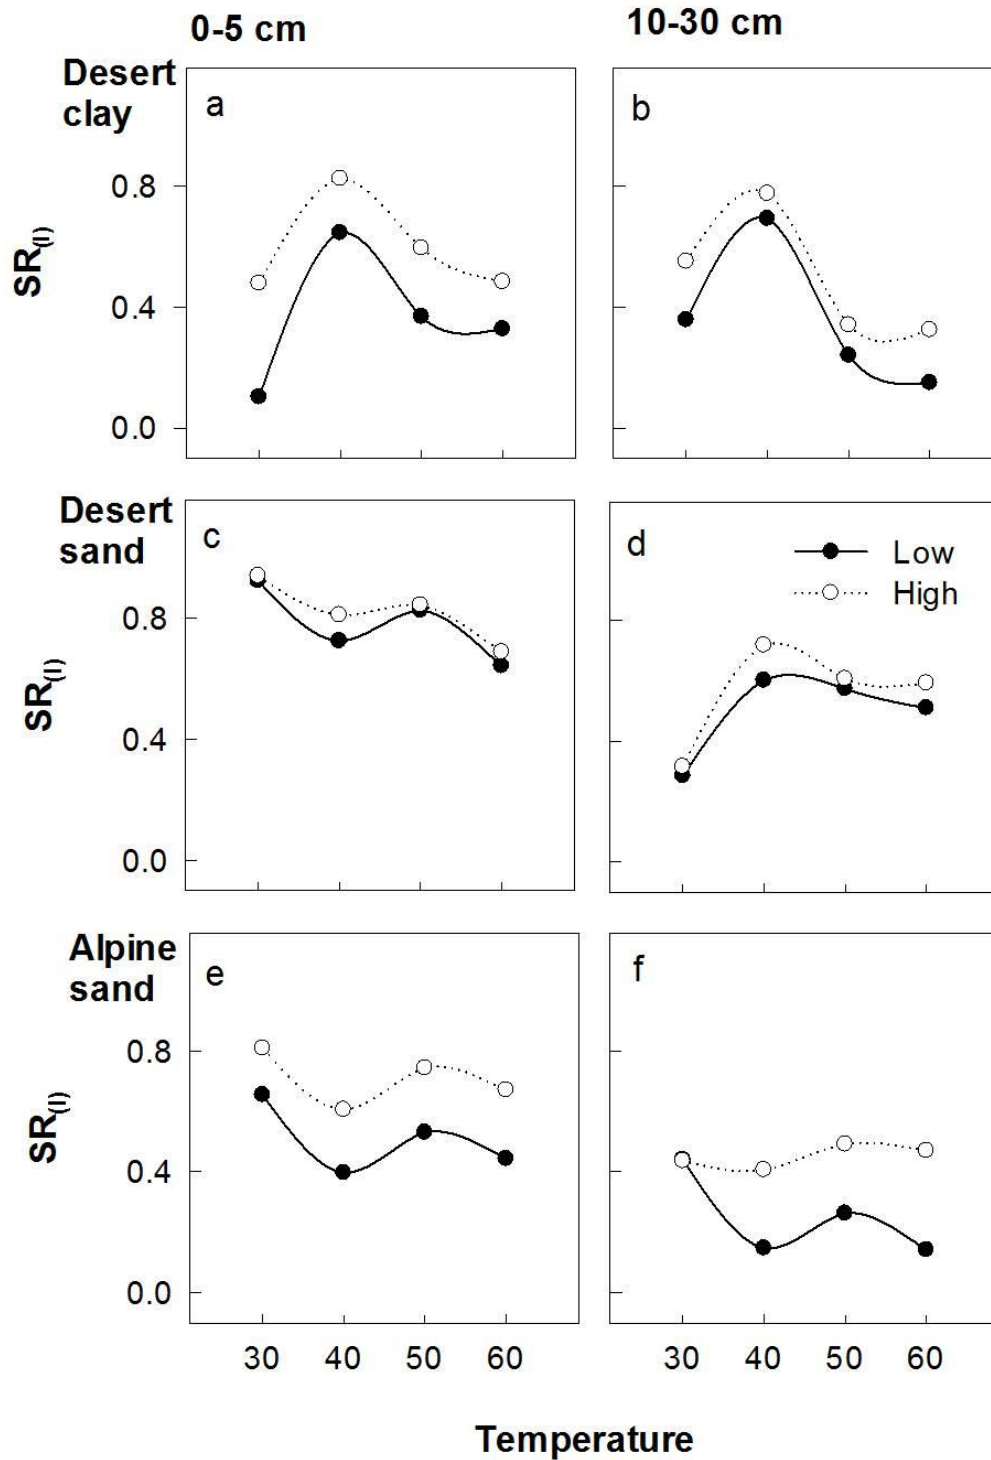 0-5 cm
10-30 cm
Desert
clay
a
b
0.8
0.4
0.0
SR(I)
Desert
sand
c
d
Low
High
0.8
0.4
0.0
SR(I)
Alpine
sand
e
f
0.8
0.4
0.0
SR(I)
30 40 50 60
30 40 50 60
Temperature